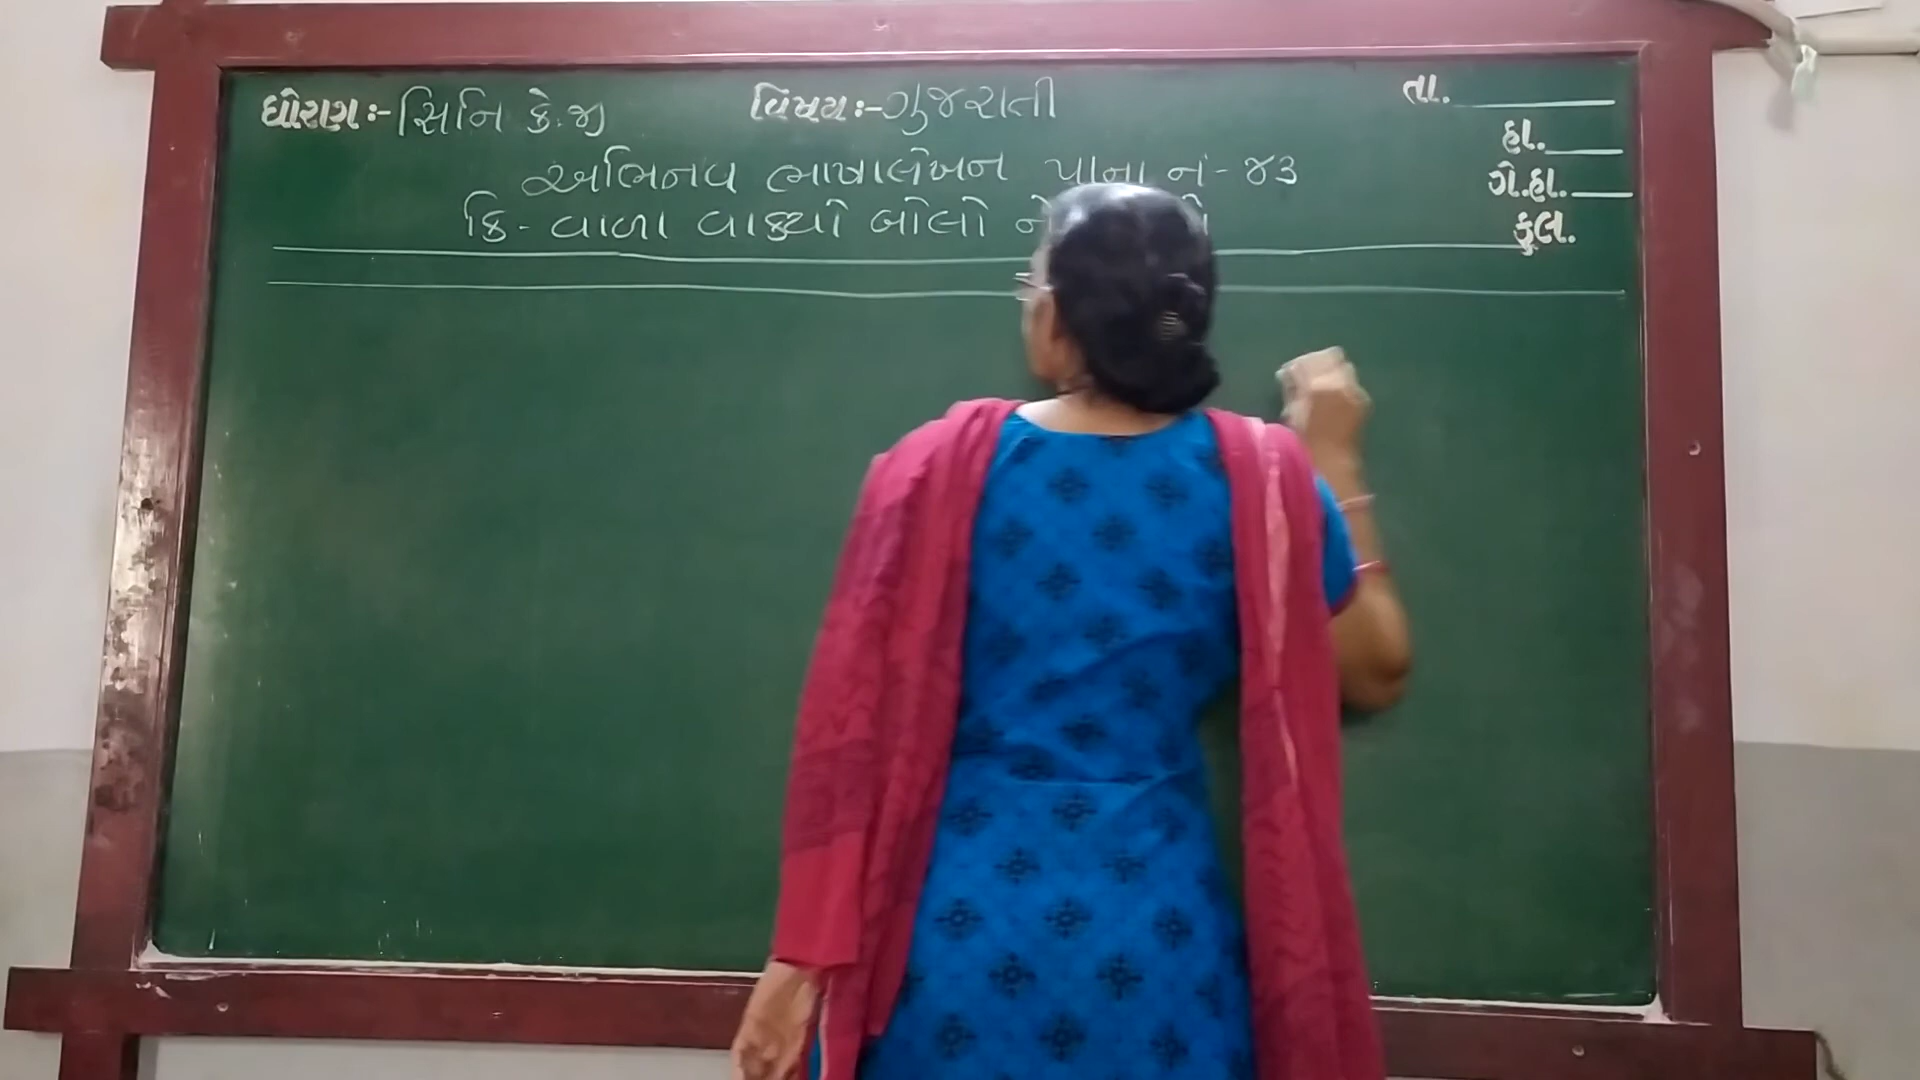 ધોરણ:- સિનિ કે.જી વિષય:- ગુજરાતી તા.
હા.
અભિનવ ભાષાલેખન પાના નં - ૪૩
ગે.હા.
કિ - વાળા વાક્યો બોલો ને
કુલ.